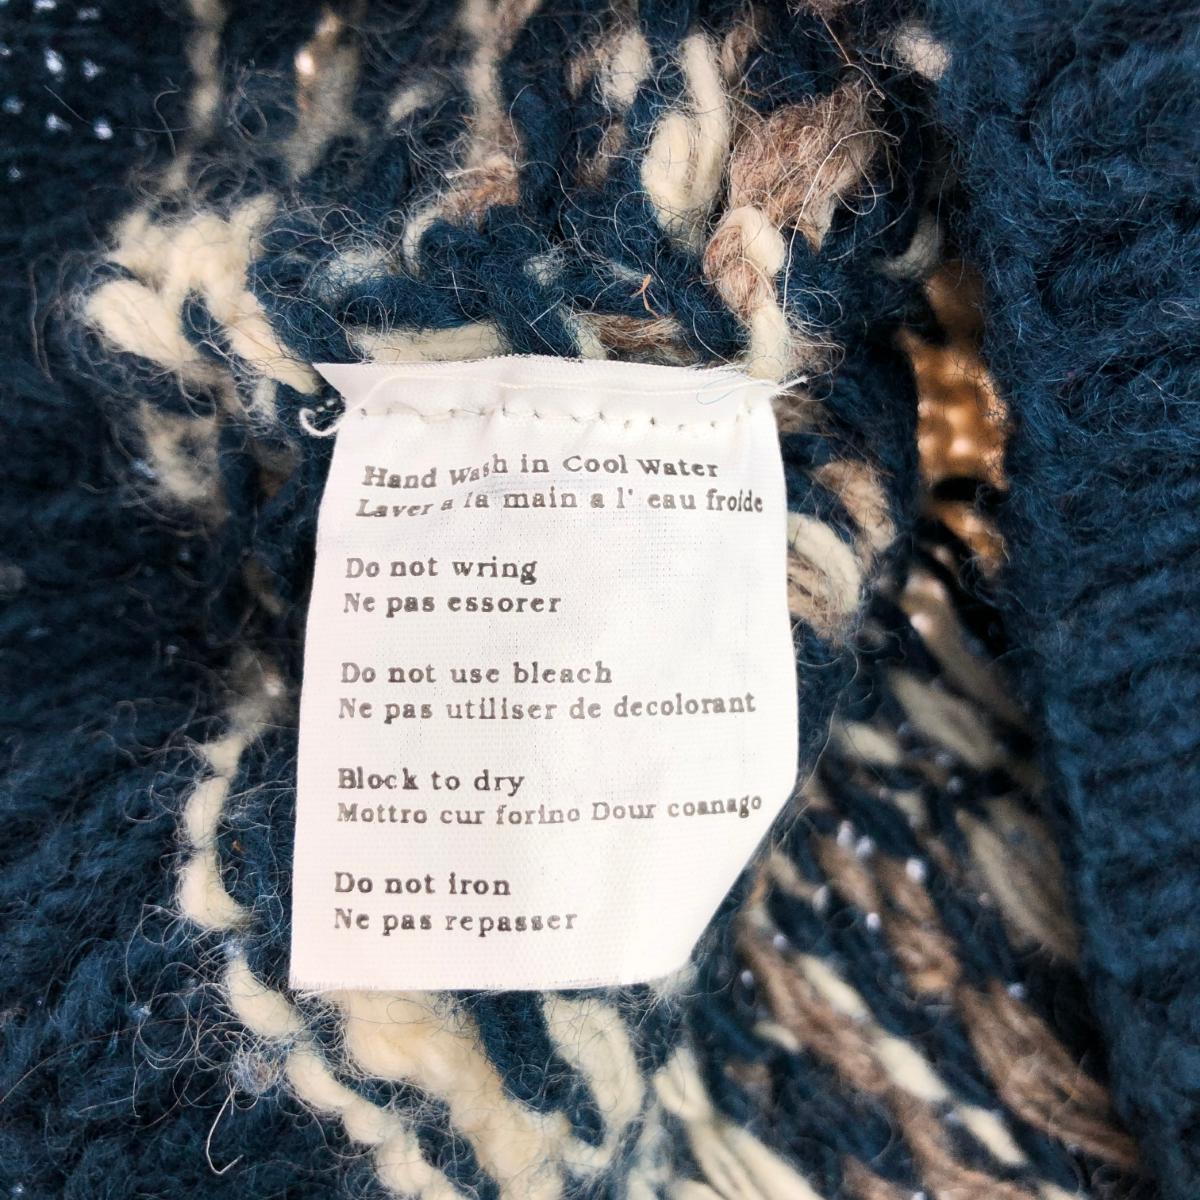 Hand Wash in Cool Water
Laver a la main a l' eau froide
Do not wring
Ne pas essorer
Do not use bleach
Ne pas utiliser de decolorant
Block to dry
Mottro cur forino Dour coanago
Do not iron
Ne pas repasser